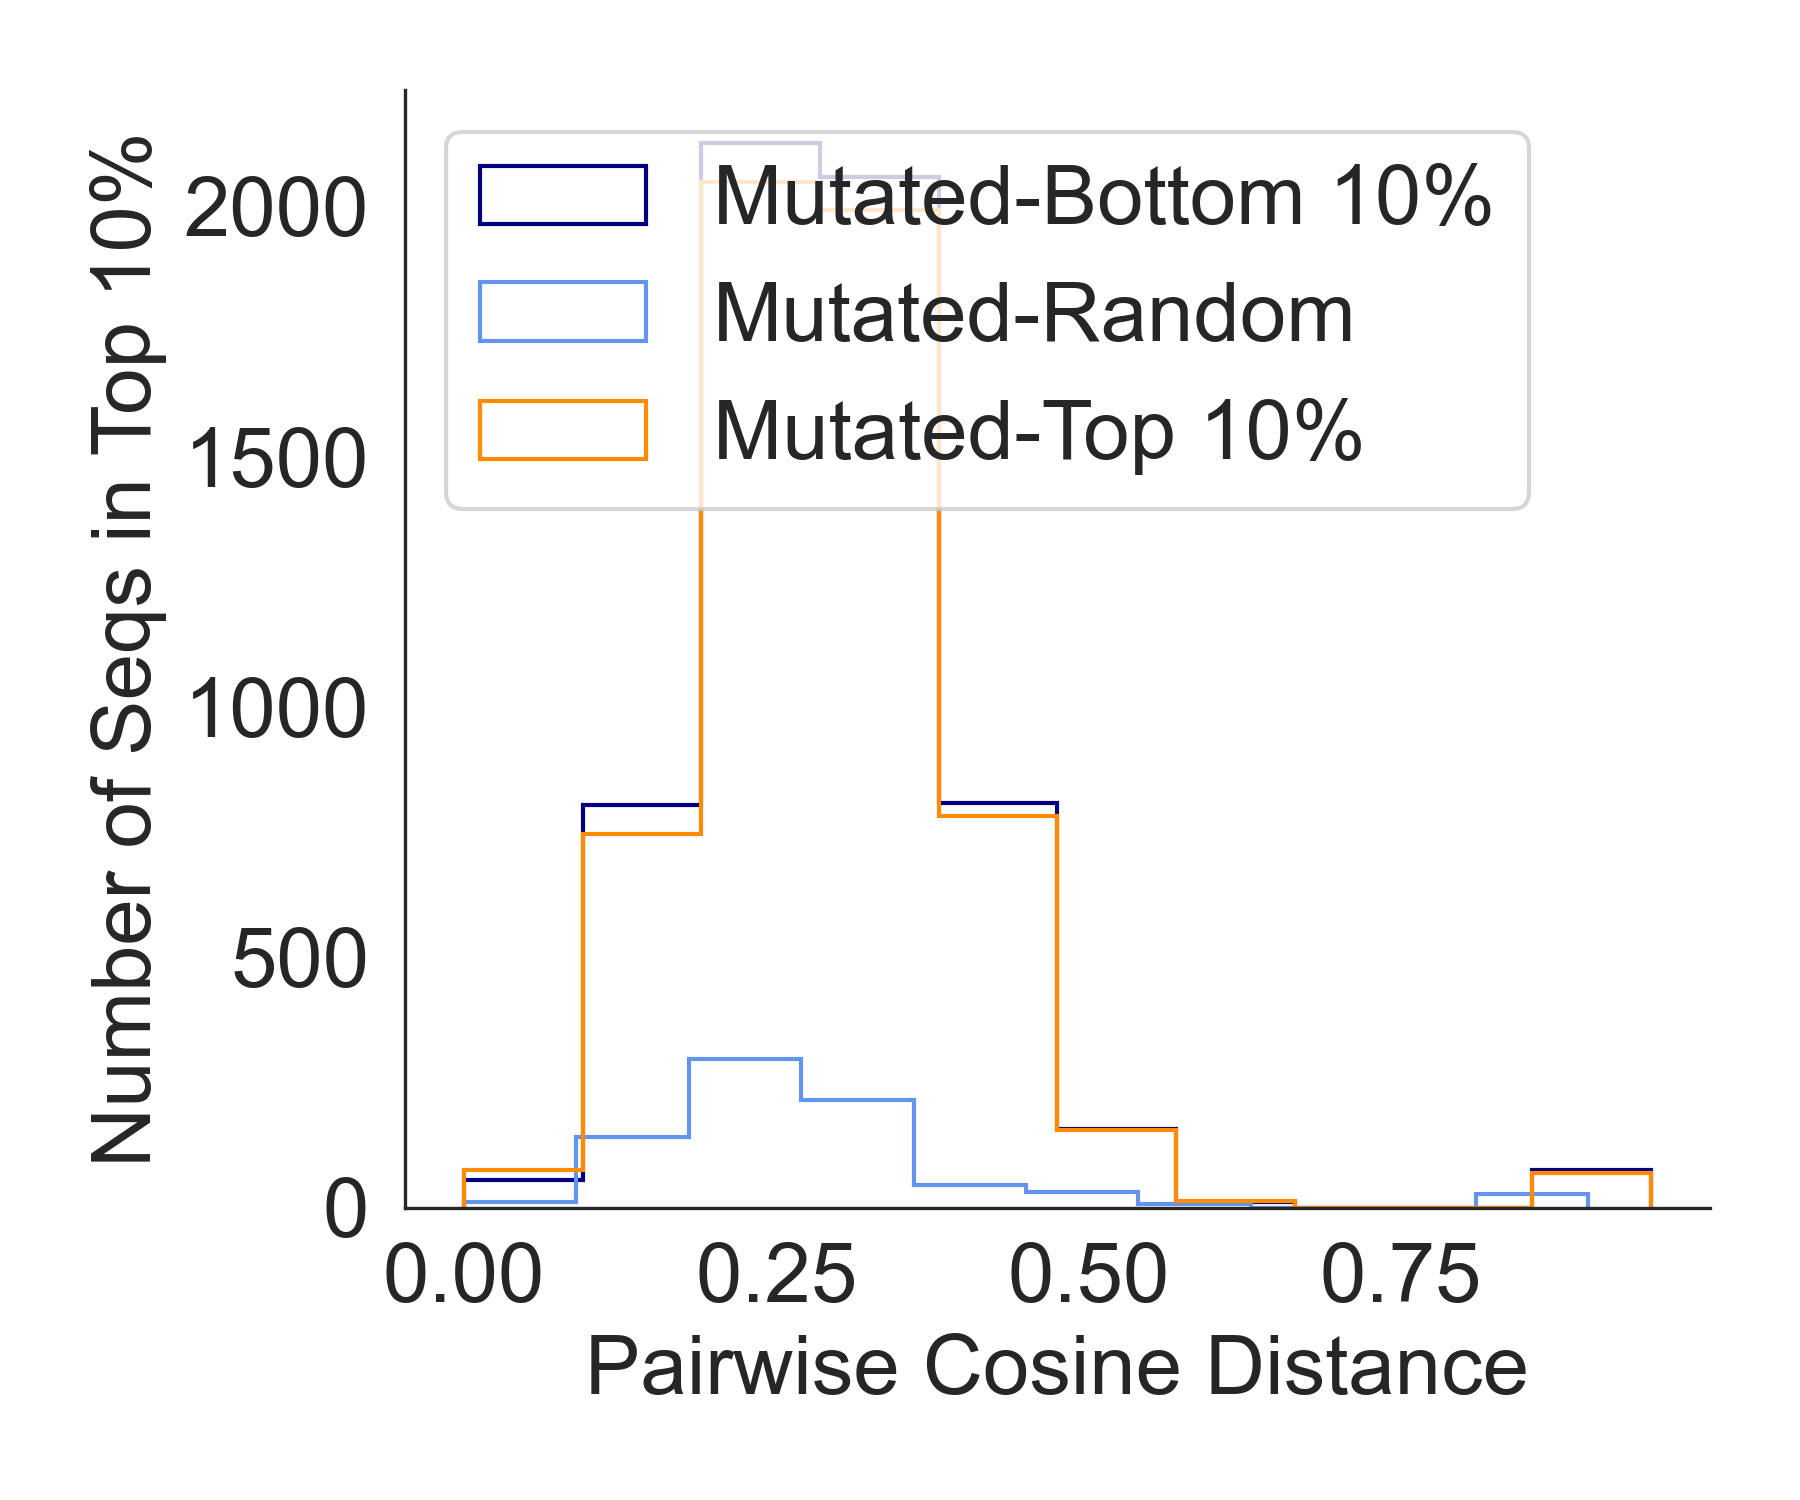 Number of Seqs in Top 10%
2000
1500
1000
500
0
Mutated-Bottom 10%
Mutated-Random
Mutated-Top 10%
0.00 0.25 0.50 0.75
Pairwise Cosine Distance